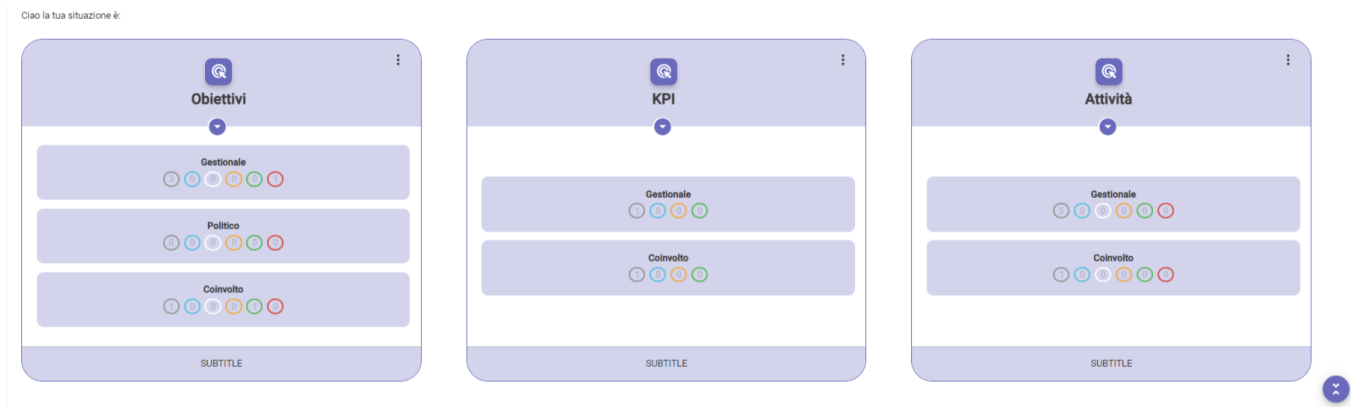 Ciao la tua situazione è:
Obiettivi
Gestionale
3 0 0 0 0 1
Politico
0 0 0 0 0 0
Coinvolto
1 0 0 0 1 0
SUBTITLE
KPI
Gestionale
1 0 0 0
Coinvolto
1 0 0 0
SUBTITLE
Attività
Gestionale
5 0 0 0 0 0
Coinvolto
1 0 0 0 0 0
SUBTITLE